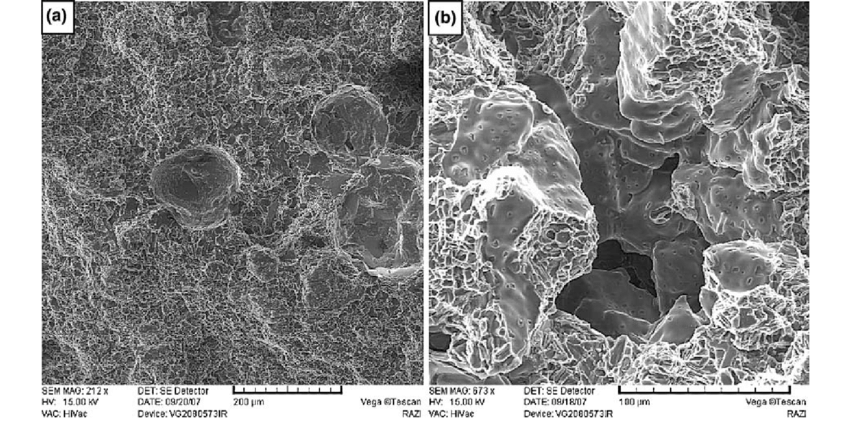 (a)
(b)
SEM MAG: 212 x DET: SE Detector
HV: 15.00 kV DATE: 09/20/07 200 µm Vega ©Tescan
VAC: HiVac Device: VG2080573IR RAZI
SEM MAG: 673 x DET: SE Detector
HV: 15.00 kV DATE: 09/18/07 100 µm Vega ©Tescan
VAC: HiVac Device: VG2080573IR RAZI